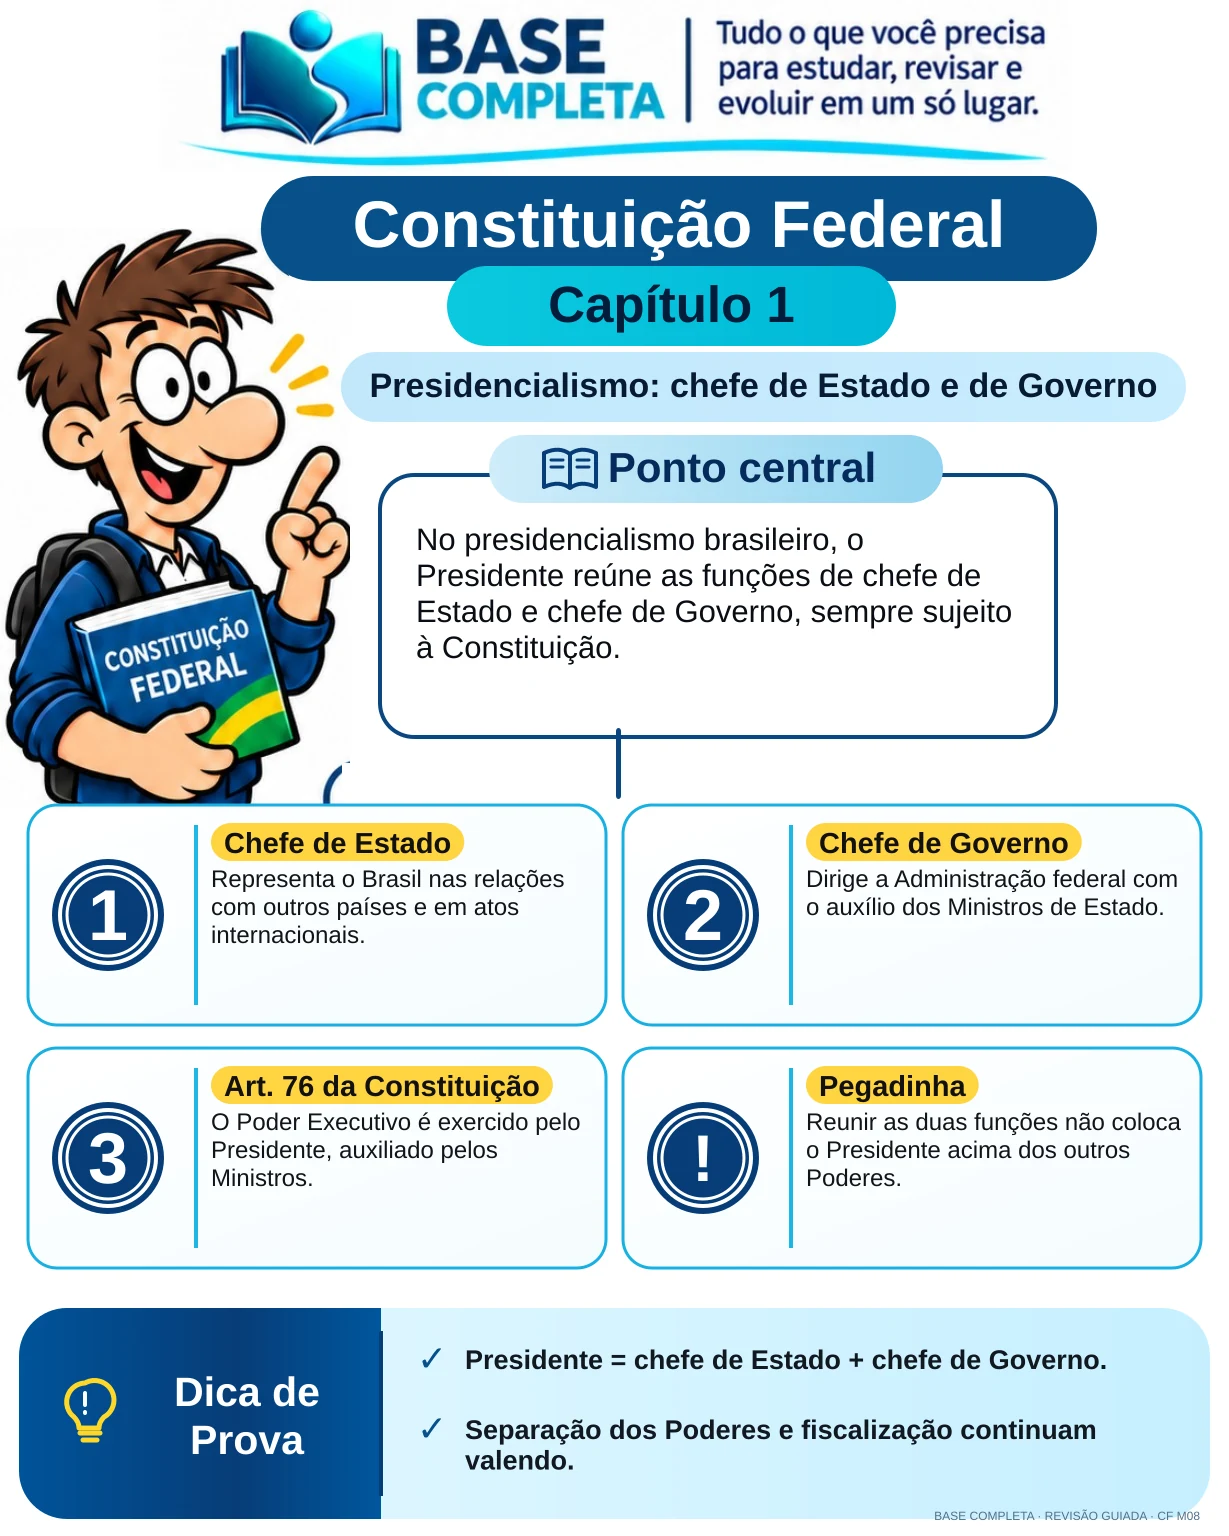 BASE
COMPLETA
Tudo o que você precisa
para estudar, revisar e
evoluir em um só lugar.
Constituição Federal
Capítulo 1
Presidencialismo: chefe de Estado e de Governo
Ponto central
No presidencialismo brasileiro, o
Presidente reúne as funções de chefe de
Estado e chefe de Governo, sempre sujeito
à Constituição.
CONSTITUIÇÃO
FEDERAL
1
Chefe de Estado
Representa o Brasil nas relações
com outros países e em atos
internacionais.
2
Chefe de Governo
Dirige a Administração federal com
o auxílio dos Ministros de Estado.
3
Art. 76 da Constituição
O Poder Executivo é exercido pelo
Presidente, auxiliado pelos
Ministros.
!
Pegadinha
Reunir as duas funções não coloca
o Presidente acima dos outros
Poderes.
Dica de
Prova
✓ Presidente = chefe de Estado + chefe de Governo.
✓ Separação dos Poderes e fiscalização continuam
valendo.
BASE COMPLETA · REVISÃO GUIADA · CF M08